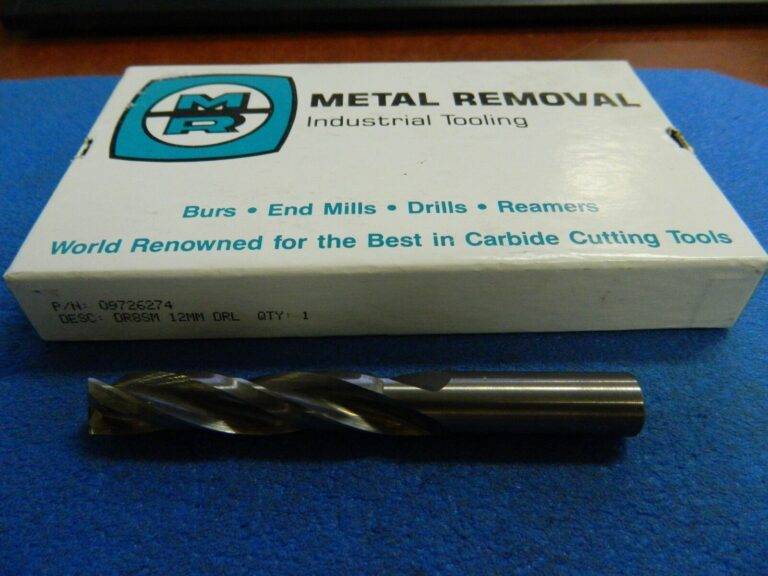 MR
METAL REMOVAL
Industrial Tooling
Burs • End Mills • Drills • Reamers
World Renowned for the Best in Carbide Cutting Tools
P/N: 09726274
DESC: DR8SM 12MM DRL QTY: 1